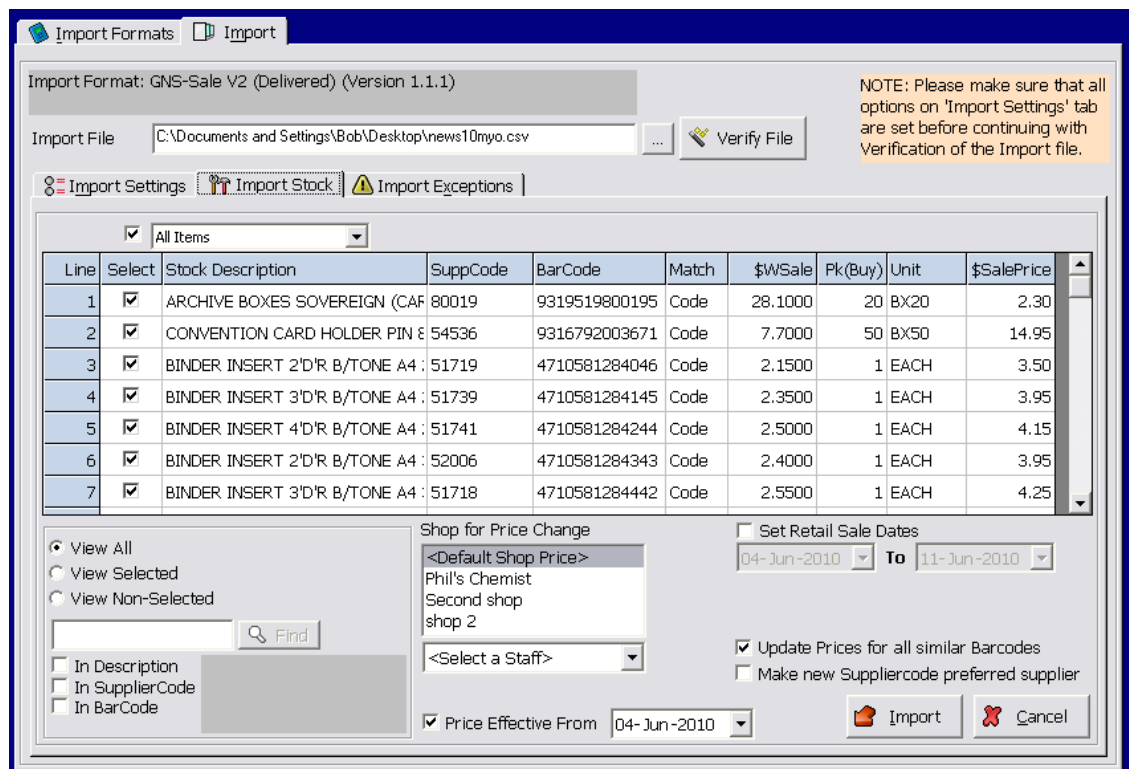 Import Formats Import
Import Format: GNS-Sale V2 (Delivered) (Version 1.1.1)
NOTE: Please make sure that all
options on 'Import Settings' tab
are set before continuing with
Verification of the Import file.
Import File C:\Documents and Settings\Bob\Desktop\news10myo.csv ... Verify File
Import Settings Import Stock Import Exceptions
All Items
Line Select Stock Description SuppCode BarCode Match $WSale Pk(Buy) Unit $SalePrice
1 ARCHIVE BOXES SOVEREIGN (CAR 80019 9319519800195 Code 28.1000 20 BX20 2.30
2 CONVENTION CARD HOLDER PIN 54536 9316792003671 Code 7.7000 50 BX50 14.95
3 BINDER INSERT 2'D'R B/TONE A4 51719 4710581284046 Code 2.1500 1 EACH 3.50
4 BINDER INSERT 3'D'R B/TONE A4 51739 4710581284145 Code 2.3500 1 EACH 3.95
5 BINDER INSERT 4'D'R B/TONE A4 51741 4710581284244 Code 2.5000 1 EACH 4.15
6 BINDER INSERT 2'D'R B/TONE A4 52006 4710581284343 Code 2.4000 1 EACH 3.95
7 BINDER INSERT 3'D'R B/TONE A4 51718 4710581284442 Code 2.5500 1 EACH 4.25
View All
View Selected
View Non-Selected
Find
In Description
In SupplierCode
In BarCode
Shop for Price Change
<Default Shop Price>
Phil's Chemist
Second shop
shop 2
<Select a Staff>
Price Effective From 04-Jun-2010
Set Retail Sale Dates
04-Jun-2010 To 11-Jun-2010
Update Prices for all similar Barcodes
Make new Suppliercode preferred supplier
Import Cancel